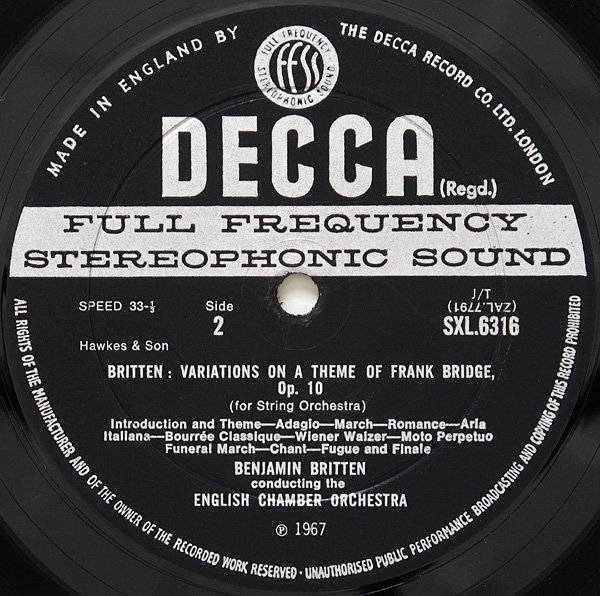 MADE IN ENGLAND BY
THE DECCA RECORD CO. LTD. LONDON
FULL FREQUENCY
ffss
STEREOPHONIC SOUND
DECCA
(Regd.)
FULL FREQUENCY
STEREOPHONIC SOUND
SPEED 33-⅓
Side
2
(ZAL.7791)
1/J
SXL.6316
Hawkes & Son
BRITTEN: VARIATIONS ON A THEME OF FRANK BRIDGE,
Op. 10
(for String Orchestra)
Introduction and Theme—Adagio—March—Romance—Aria
Italiana—Bourrée Classique—Wiener Walzer—Moto Perpetuo
Funeral March—Chant—Fugue and Finale
BENJAMIN BRITTEN
conducting the
ENGLISH CHAMBER ORCHESTRA
℗ 1967
ALL RIGHTS OF THE MANUFACTURER AND OF THE OWNER OF THE RECORDED WORK RESERVED · UNAUTHORISED PUBLIC PERFORMANCE BROADCASTING AND COPYING OF THIS RECORD PROHIBITED